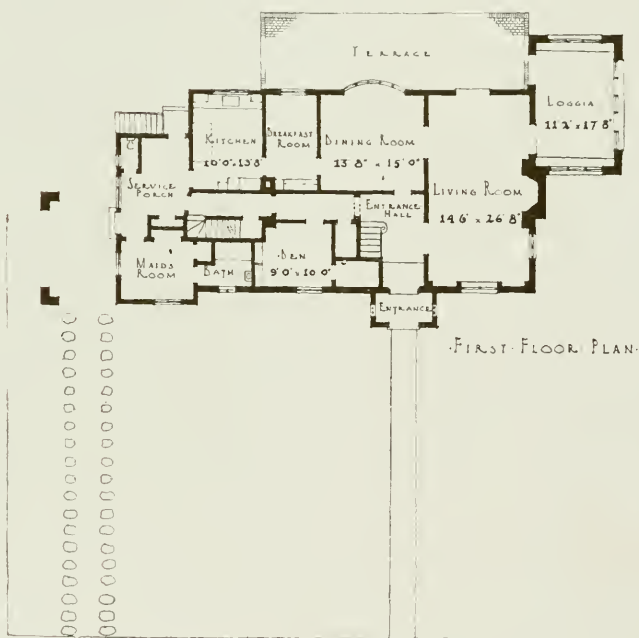 TERRACE
LOGGIA
11'2" x 17'8"
KITCHEN
10'0" x 13'8"
BREAKFAST
ROOM
DINING ROOM
13'8" x 15'0"
LIVING ROOM
14'6" x 26'8"
SERVICE
PORCH
ENTRANCE
HALL
MAIDS
ROOM
BATH
·DEN·
9'0" x 10'0"
ENTRANCE
·FIRST·FLOOR PLAN·